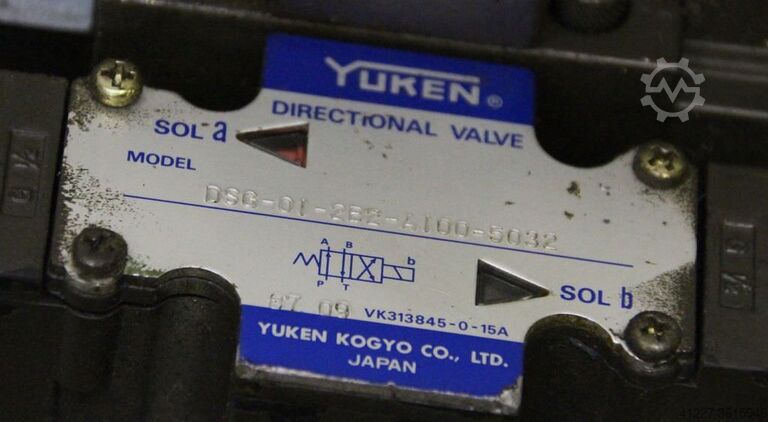 YUKEN®
DIRECTIONAL VALVE
SOL a
MODEL
DSG-01-2B2-A100-5032
A B
b
P T
SOL b
87 09 VK313845-0-15A
YUKEN KOGYO CO., LTD.
JAPAN